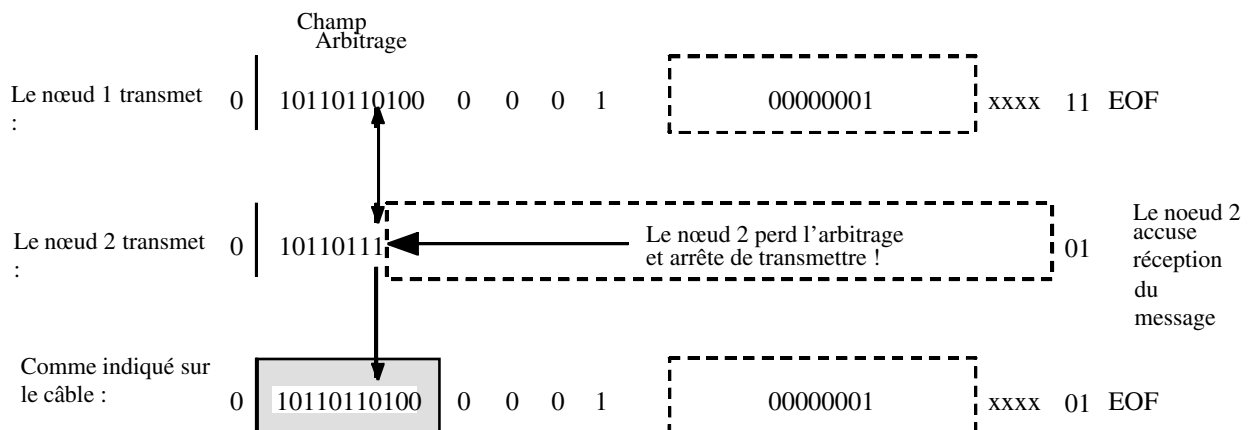 Champ
Arbitrage
Le nœud 1 transmet
:
0 10110110100 0 0 0 1 00000001 xxxx 11 EOF
Le nœud 2 transmet
:
0 10110111 Le nœud 2 perd l’arbitrage
et arrête de transmettre !
01
Le noeud 2
accuse
réception
du
message
Comme indiqué sur
le câble :
0 10110110100 0 0 0 1 00000001 xxxx 01 EOF